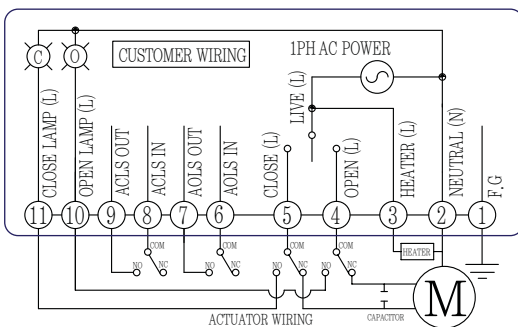 CUSTOMER WIRING
1PH AC POWER
C
O
CLOSE LAMP (L)
OPEN LAMP (L)
ACLS OUT
ACLS IN
AOLS OUT
AOLS IN
CLOSE (L)
LIVE (L)
OPEN (L)
HEATER (L)
NEUTRAL (N)
F.G
11 10 9 8 7 6 5 4 3 2 1
COM COM COM COM
HEATER
NO NC NO NC NO NC NO NC
M
CAPACITOR
ACTUATOR WIRING